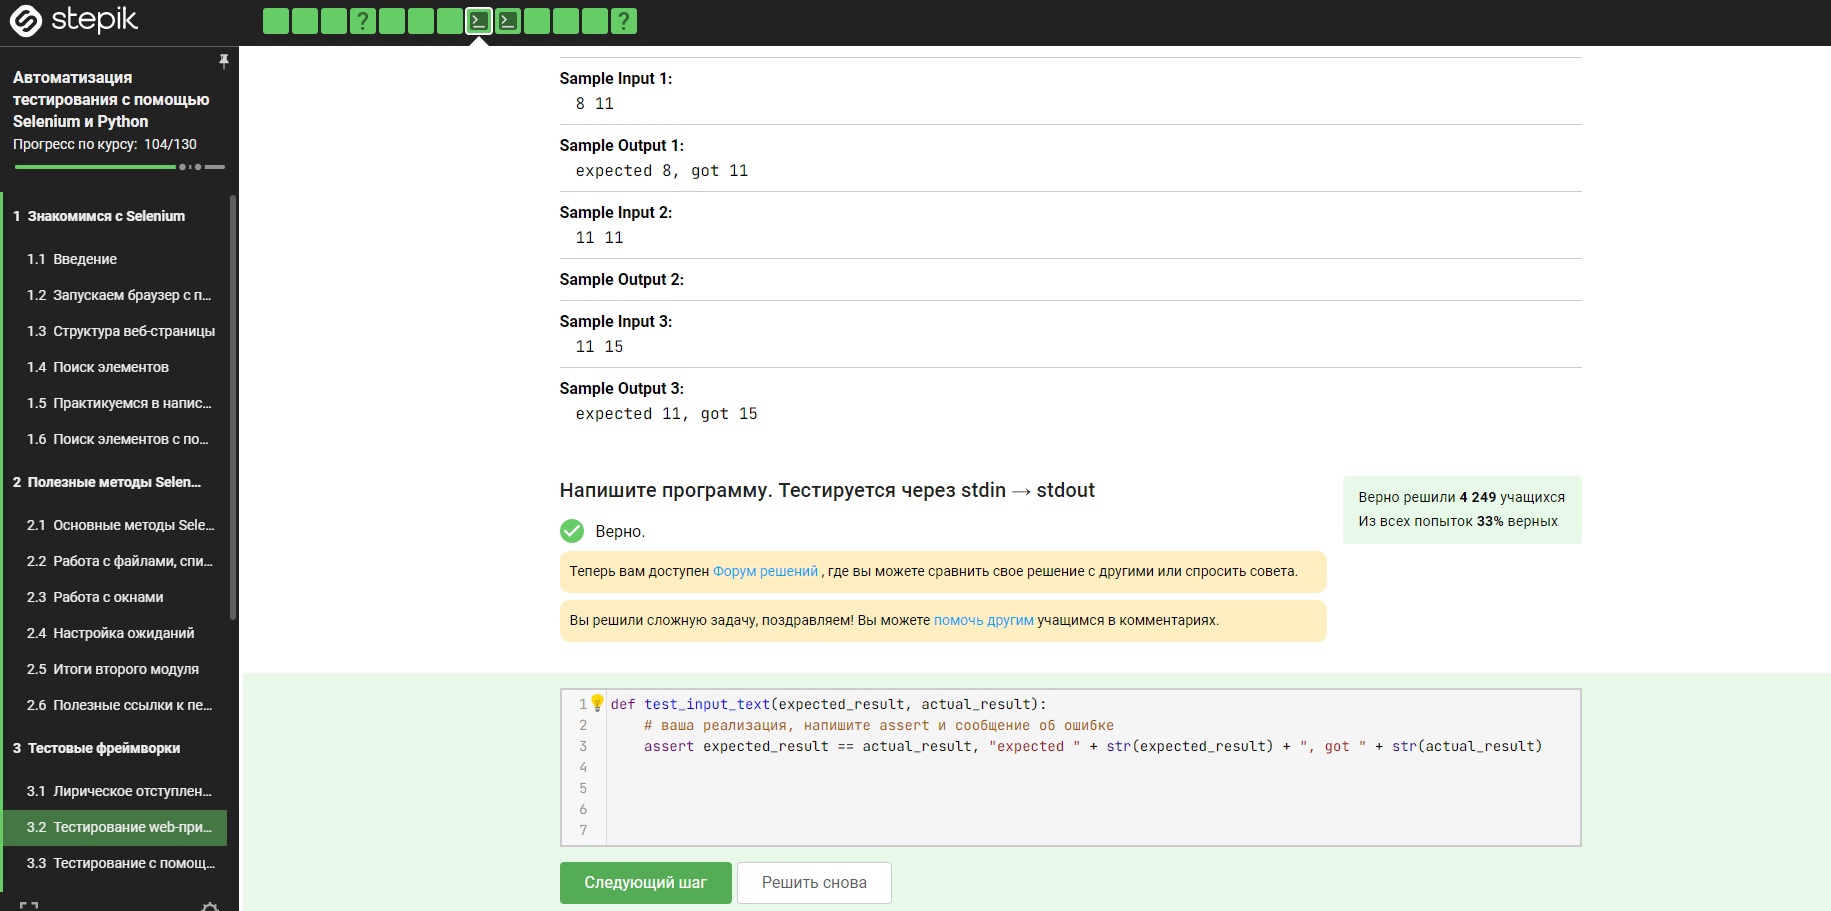 stepik
?
?
Автоматизация
тестирования с помощью
Selenium и Python
Прогресс по курсу: 104/130
1 Знакомимся с Selenium
1.1 Введение
1.2 Запускаем браузер с п...
1.3 Структура веб-страницы
1.4 Поиск элементов
1.5 Практикуемся в напис...
1.6 Поиск элементов с по...
2 Полезные методы Selen...
2.1 Основные методы Sele...
2.2 Работа с файлами, спи...
2.3 Работа с окнами
2.4 Настройка ожиданий
2.5 Итоги второго модуля
2.6 Полезные ссылки к пе...
3 Тестовые фреймворки
3.1 Лирическое отступлен...
3.2 Тестирование web-при...
3.3 Тестирование с помощ...
Sample Input 1:
8 11
Sample Output 1:
expected 8, got 11
Sample Input 2:
11 11
Sample Output 2:
Sample Input 3:
11 15
Sample Output 3:
expected 11, got 15
Напишите программу. Тестируется через stdin → stdout
Верно.
Верно решили 4 249 учащихся
Из всех попыток 33% верных
Теперь вам доступен Форум решений , где вы можете сравнить свое решение с другими или спросить совета.
Вы решили сложную задачу, поздравляем! Вы можете помочь другим учащимся в комментариях.
1 def test_input_text(expected_result, actual_result):
2 # ваша реализация, напишите assert и сообщение об ошибке
3 assert expected_result == actual_result, "expected " + str(expected_result) + ", got " + str(actual_result)
4
5
6
7
Следующий шаг
Решить снова